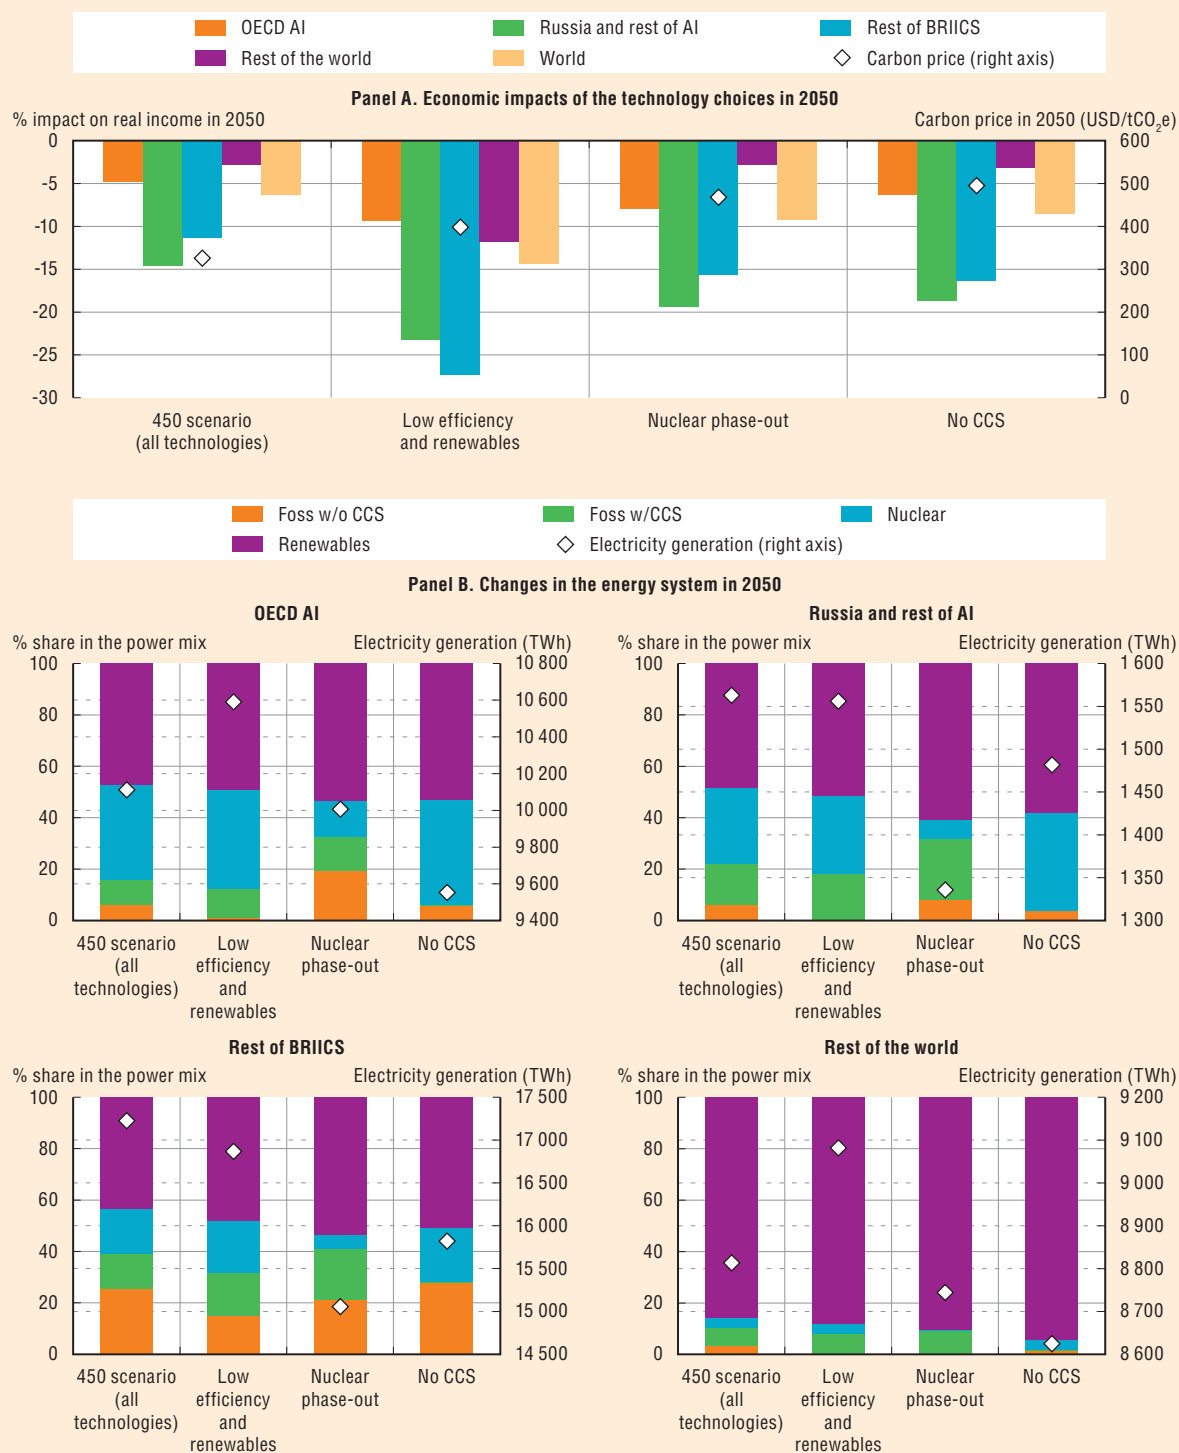 OECD AI
Russia and rest of AI
Rest of BRIICS
Rest of the world
World
Carbon price (right axis)
Panel A. Economic impacts of the technology choices in 2050
% impact on real income in 2050
Carbon price in 2050 (USD/tCO2e)
0
600
-5
500
-10
400
-15
300
-20
200
-25
100
-30
0
450 scenario
(all technologies)
Low efficiency
and renewables
Nuclear phase-out
No CCS
Foss w/o CCS
Foss w/CCS
Nuclear
Renewables
Electricity generation (right axis)
Panel B. Changes in the energy system in 2050
OECD AI
% share in the power mix
Electricity generation (TWh)
100
80
60
40
20
0
10 800
10 600
10 400
10 200
10 000
9 800
9 600
9 400
450 scenario
(all
technologies)
Low
efficiency
and
renewables
Nuclear
phase-out
No CCS
Russia and rest of AI
% share in the power mix
Electricity generation (TWh)
100
80
60
40
20
0
1 600
1 550
1 500
1 450
1 400
1 350
1 300
450 scenario
(all
technologies)
Low
efficiency
and
renewables
Nuclear
phase-out
No CCS
Rest of BRIICS
% share in the power mix
Electricity generation (TWh)
100
80
60
40
20
0
17 500
17 000
16 500
16 000
15 500
15 000
14 500
450 scenario
(all
technologies)
Low
efficiency
and
renewables
Nuclear
phase-out
No CCS
Rest of the world
% share in the power mix
Electricity generation (TWh)
100
80
60
40
20
0
9 200
9 100
9 000
8 900
8 800
8 700
8 600
450 scenario
(all
technologies)
Low
efficiency
and
renewables
Nuclear
phase-out
No CCS